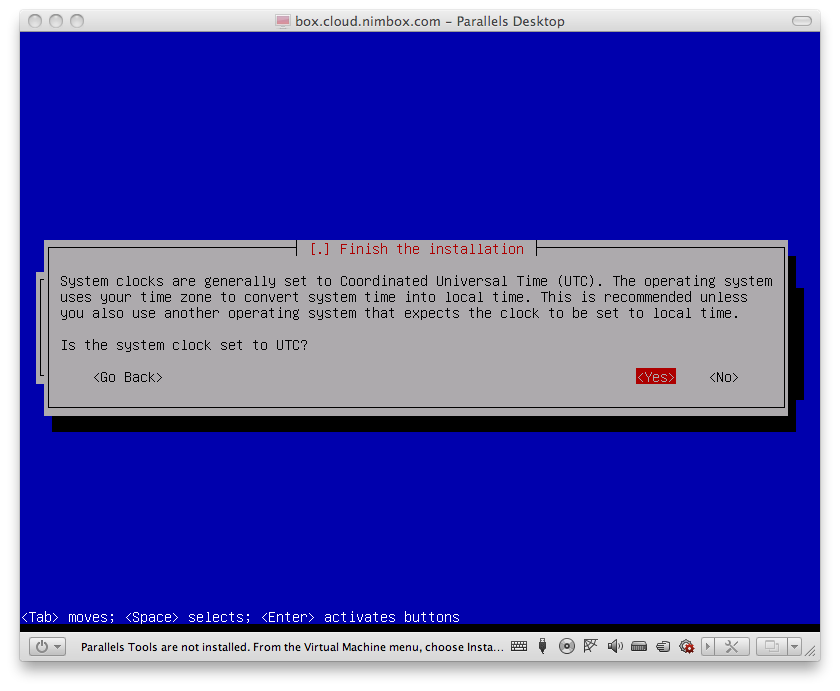 box.cloud.nimbox.com – Parallels Desktop
[.] Finish the installation
System clocks are generally set to Coordinated Universal Time (UTC). The operating system
uses your time zone to convert system time into local time. This is recommended unless
you also use another operating system that expects the clock to be set to local time.
Is the system clock set to UTC?
<Go Back> <Yes> <No>
<Tab> moves; <Space> selects; <Enter> activates buttons
Parallels Tools are not installed. From the Virtual Machine menu, choose Insta...